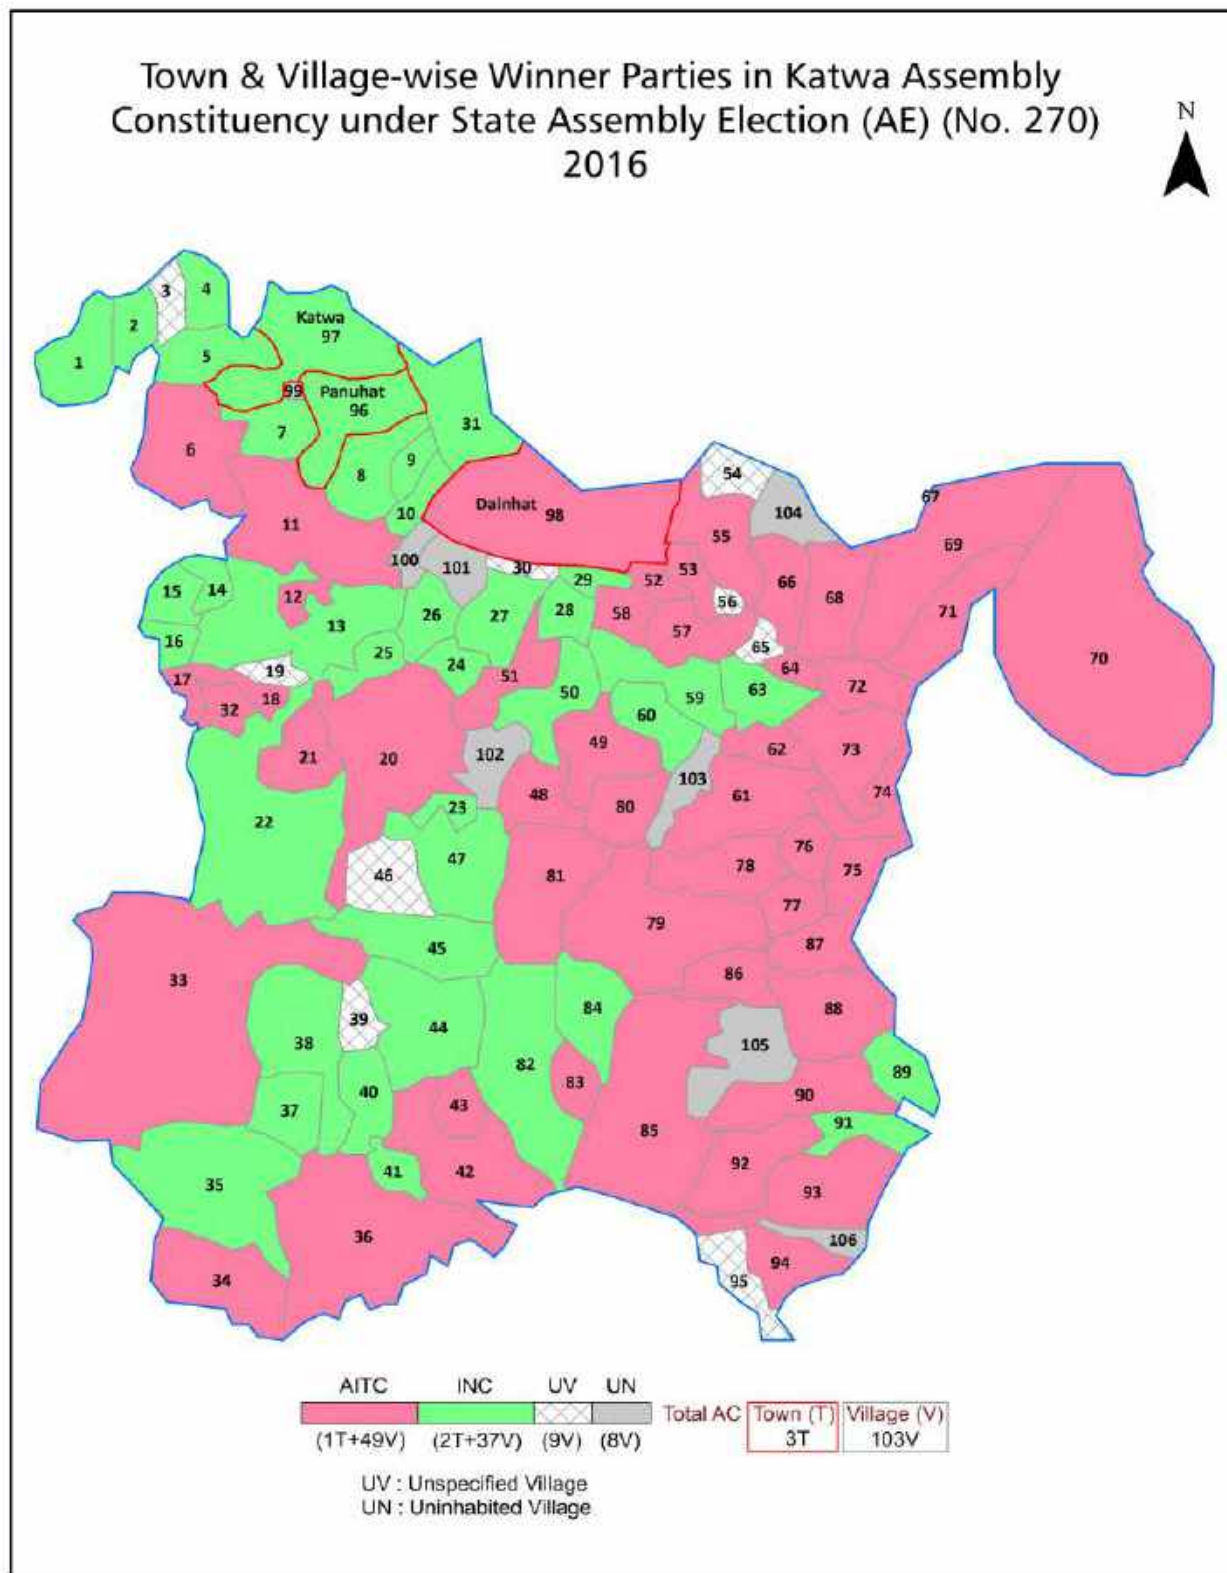 Town & Village-wise Winner Parties in Katwa Assembly
Constituency under State Assembly Election (AE) (No. 270)
2016
N
3 4
Katwa
2 97
1 5
99 Panuhat
96
7 31
6 9
8
54
67
10 Dainhat 98 104
11 55 69
100 101 30
15 14 29 52 53 66 68
12 56 71
13 26 27 28 58
16 57
25 65
19 24 64 70
17 51
18 50 59 63 72
32 60
49 62 73
21 20 102 103
48 61 74
22 23 80
47 76
46 81 78 75
77
79
45 87
33 86
39 84 88
38 44
82 105
83 89
37 40 43 90
85 91
41 42 92
35 93
36 106
34 94
95
AITC INC UV UN
Total AC Town (T) Village (V)
(1T+49V) (2T+37V) (9V) (8V) 3T 103V
UV : Unspecified Village
UN : Uninhabited Village